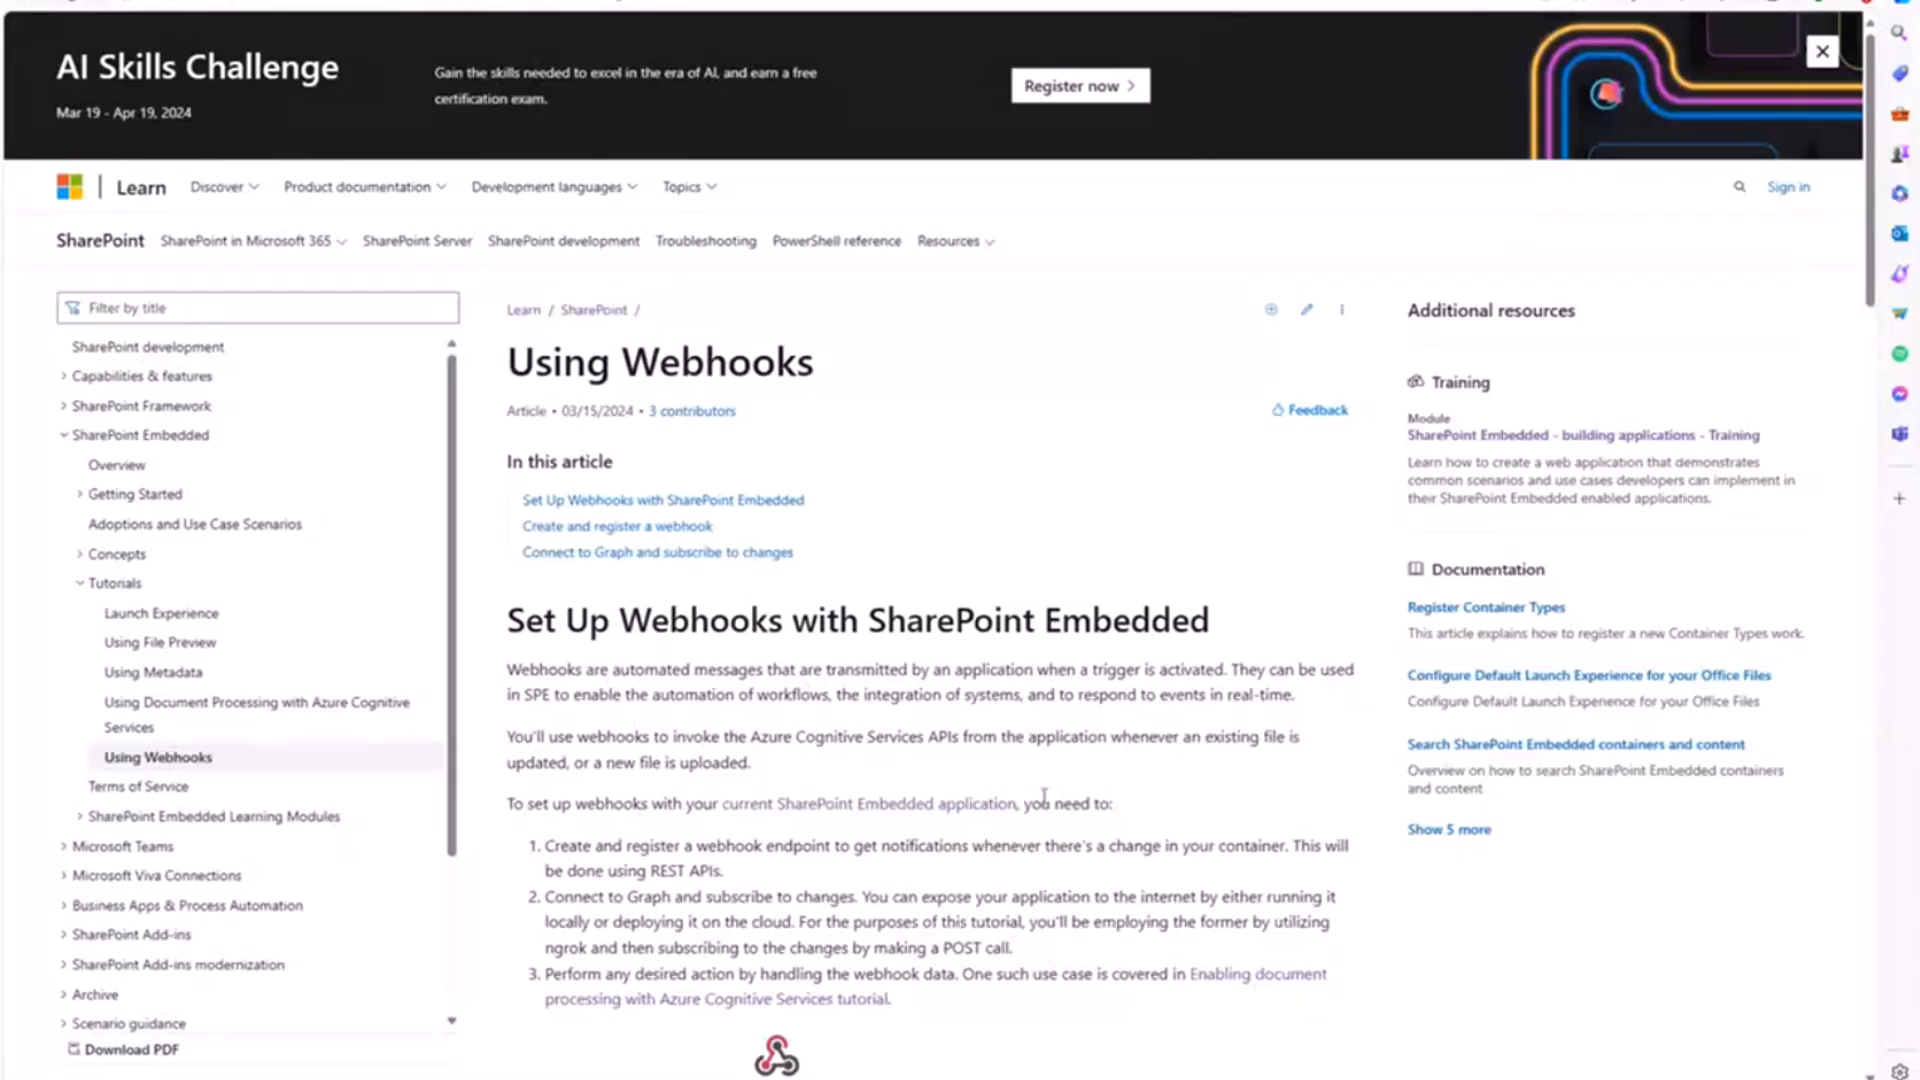 AI Skills Challenge
Mar 19 - Apr 19, 2024
Gain the skills needed to excel in the era of AI, and earn a free
certification exam.
Register now
Learn Discover Product documentation Development languages Topics Sign in
SharePoint SharePoint in Microsoft 365 SharePoint Server SharePoint development Troubleshooting PowerShell reference Resources
Filter by title
SharePoint development
Capabilities & features
SharePoint Framework
SharePoint Embedded
Overview
Getting Started
Adoptions and Use Case Scenarios
Concepts
Tutorials
Launch Experience
Using File Preview
Using Metadata
Using Document Processing with Azure Cognitive
Services
Using Webhooks
Terms of Service
SharePoint Embedded Learning Modules
Microsoft Teams
Microsoft Viva Connections
Business Apps & Process Automation
SharePoint Add-ins
SharePoint Add-ins modernization
Archive
Scenario guidance
Download PDF
Learn / SharePoint /
Using Webhooks
Article • 03/15/2024 • 3 contributors
Feedback
In this article
Set Up Webhooks with SharePoint Embedded
Create and register a webhook
Connect to Graph and subscribe to changes
Set Up Webhooks with SharePoint Embedded
Webhooks are automated messages that are transmitted by an application when a trigger is activated. They can be used
in SPE to enable the automation of workflows, the integration of systems, and to respond to events in real-time.
You'll use webhooks to invoke the Azure Cognitive Services APIs from the application whenever an existing file is
updated, or a new file is uploaded.
To set up webhooks with your current SharePoint Embedded application, you need to:
1. Create and register a webhook endpoint to get notifications whenever there's a change in your container. This will
be done using REST APIs.
2. Connect to Graph and subscribe to changes. You can expose your application to the internet by either running it
locally or deploying it on the cloud. For the purposes of this tutorial, you'll be employing the former by utilizing
ngrok and then subscribing to the changes by making a POST call.
3. Perform any desired action by handling the webhook data. One such use case is covered in Enabling document
processing with Azure Cognitive Services tutorial.
Additional resources
Training
Module
SharePoint Embedded - building applications - Training
Learn how to create a web application that demonstrates
common scenarios and use cases developers can implement in
their SharePoint Embedded enabled applications.
Documentation
Register Container Types
This article explains how to register a new Container Types work.
Configure Default Launch Experience for your Office Files
Configure Default Launch Experience for your Office Files
Search SharePoint Embedded containers and content
Overview on how to search SharePoint Embedded containers
and content
Show 5 more